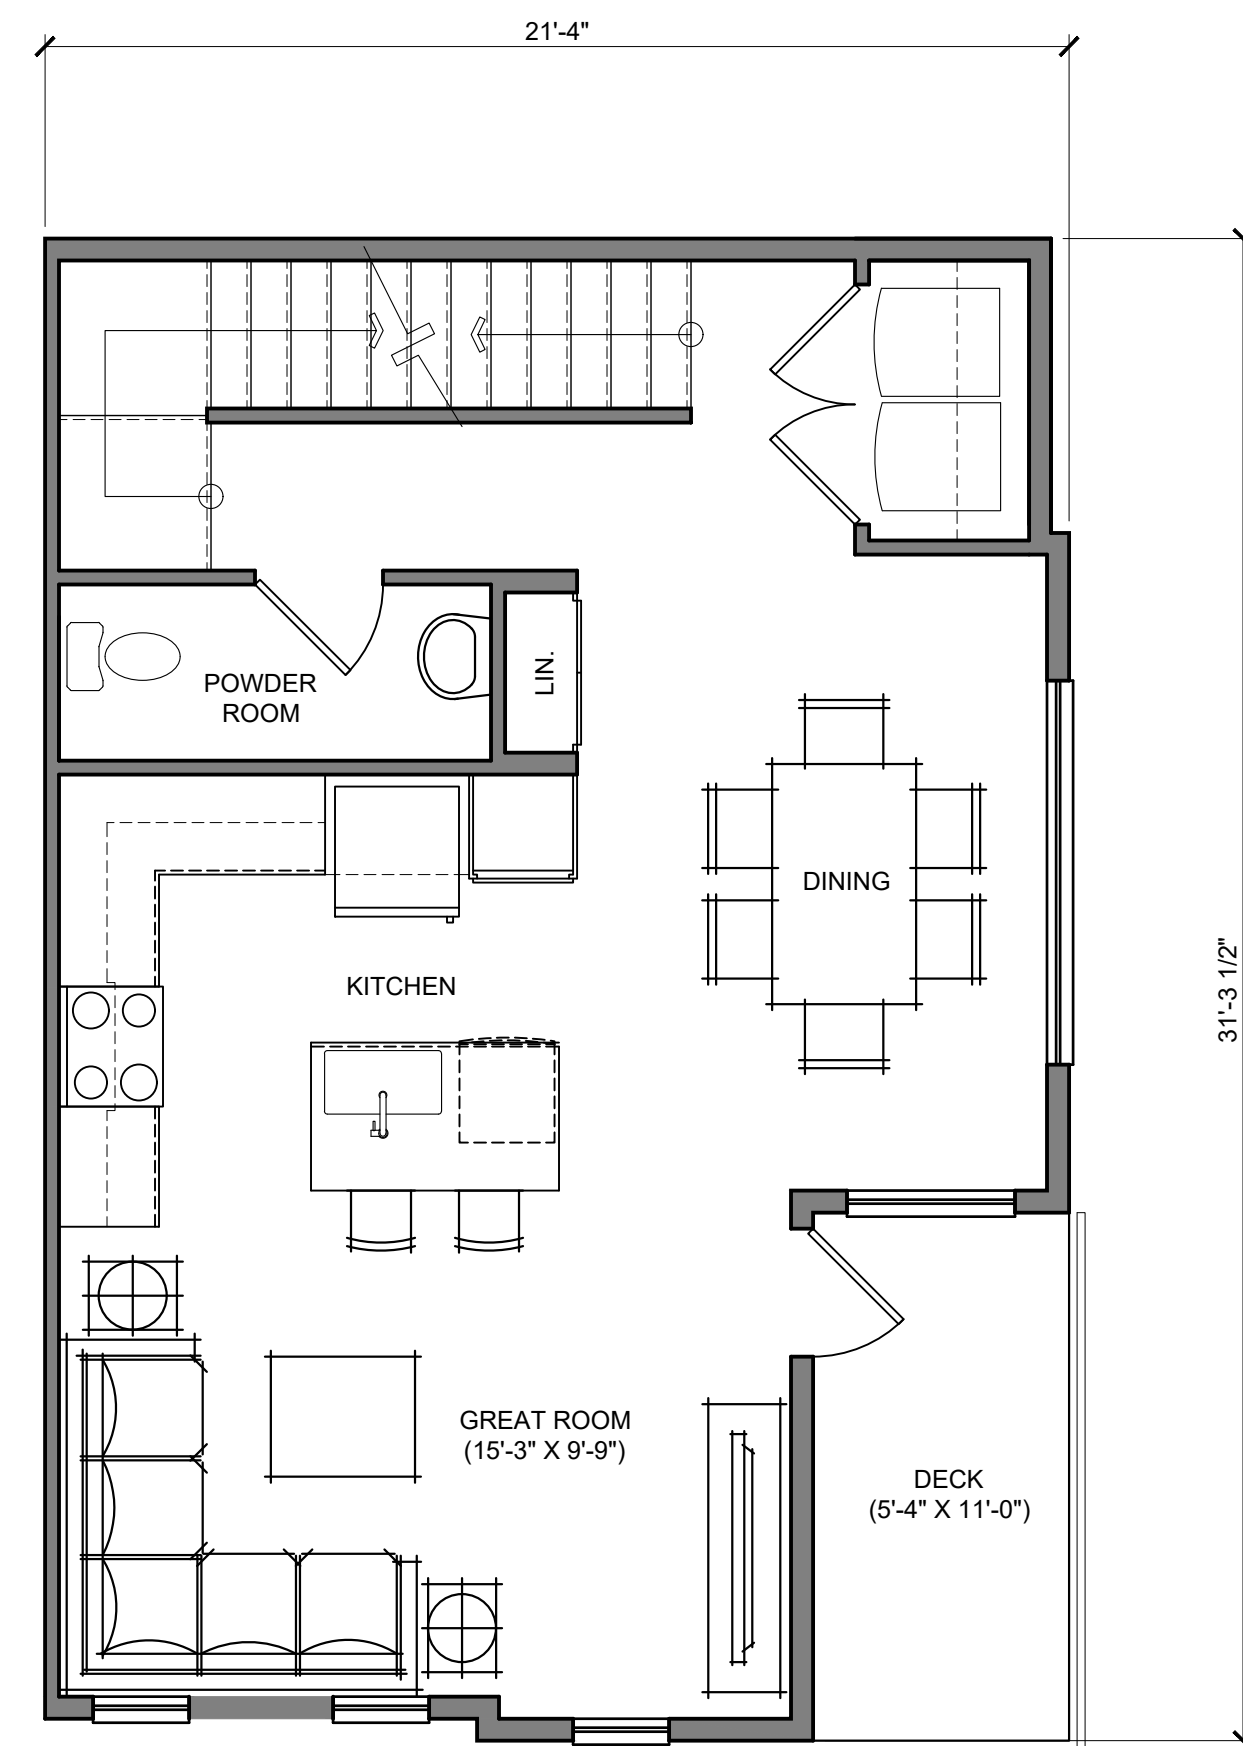 21'-4"
POWDER
ROOM
LIN.
DINING
KITCHEN
31'-3 1/2"
GREAT ROOM
(15'-3" X 9'-9")
DECK
(5'-4" X 11'-0")